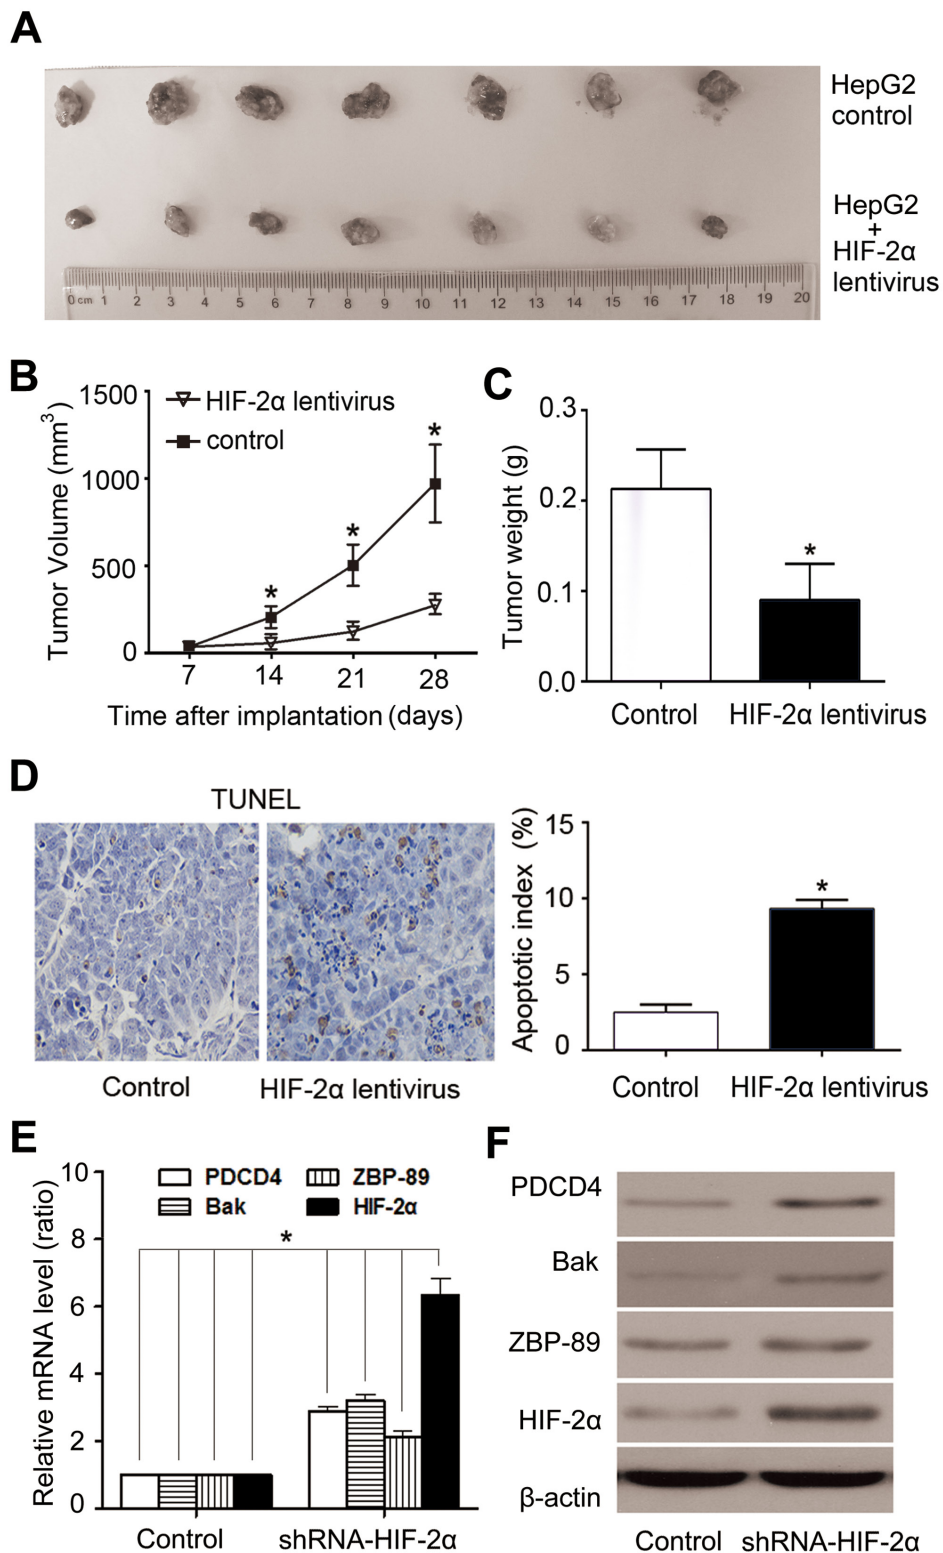 A
HepG2
control
HepG2
+
HIF-2α
lentivirus
0 cm 1 2 3 4 5 6 7 8 9 10 11 12 13 14 15 16 17 18 19 20
B
Tumor Volume (mm³)
1500
1000
500
0
HIF-2α lentivirus
control
*
*
*
7 14 21 28
Time after implantation (days)
C
Tumor weight (g)
0.3
0.2
0.1
0.0
*
Control HIF-2α lentivirus
D
TUNEL
Control HIF-2α lentivirus
Apoptotic index (%)
15
10
5
0
*
Control HIF-2α lentivirus
E
Relative mRNA level (ratio)
10
8
6
4
2
0
PDCD4 ZBP-89
Bak HIF-2α
*
Control shRNA-HIF-2α
F
PDCD4
Bak
ZBP-89
HIF-2α
β-actin
Control shRNA-HIF-2α